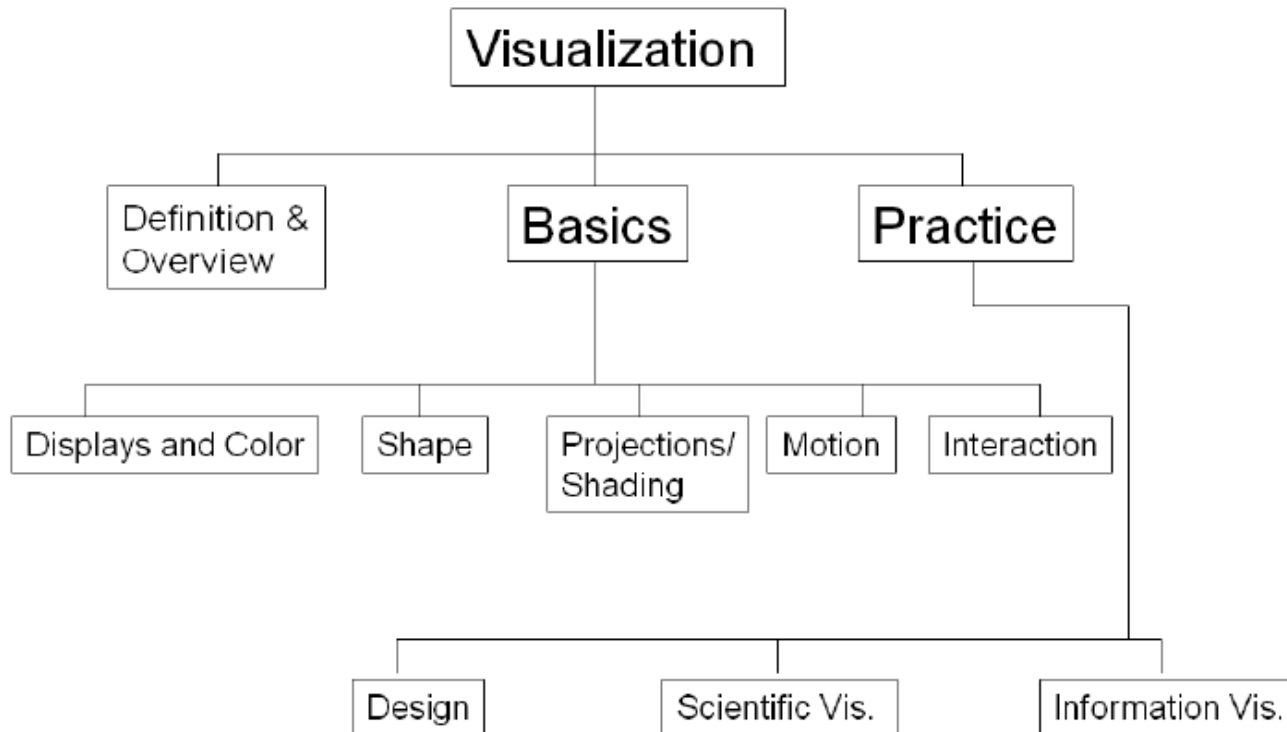 Visualization
Definition &
Overview
Basics
Practice
Displays and Color
Shape
Projections/
Shading
Motion
Interaction
Design
Scientific Vis.
Information Vis.